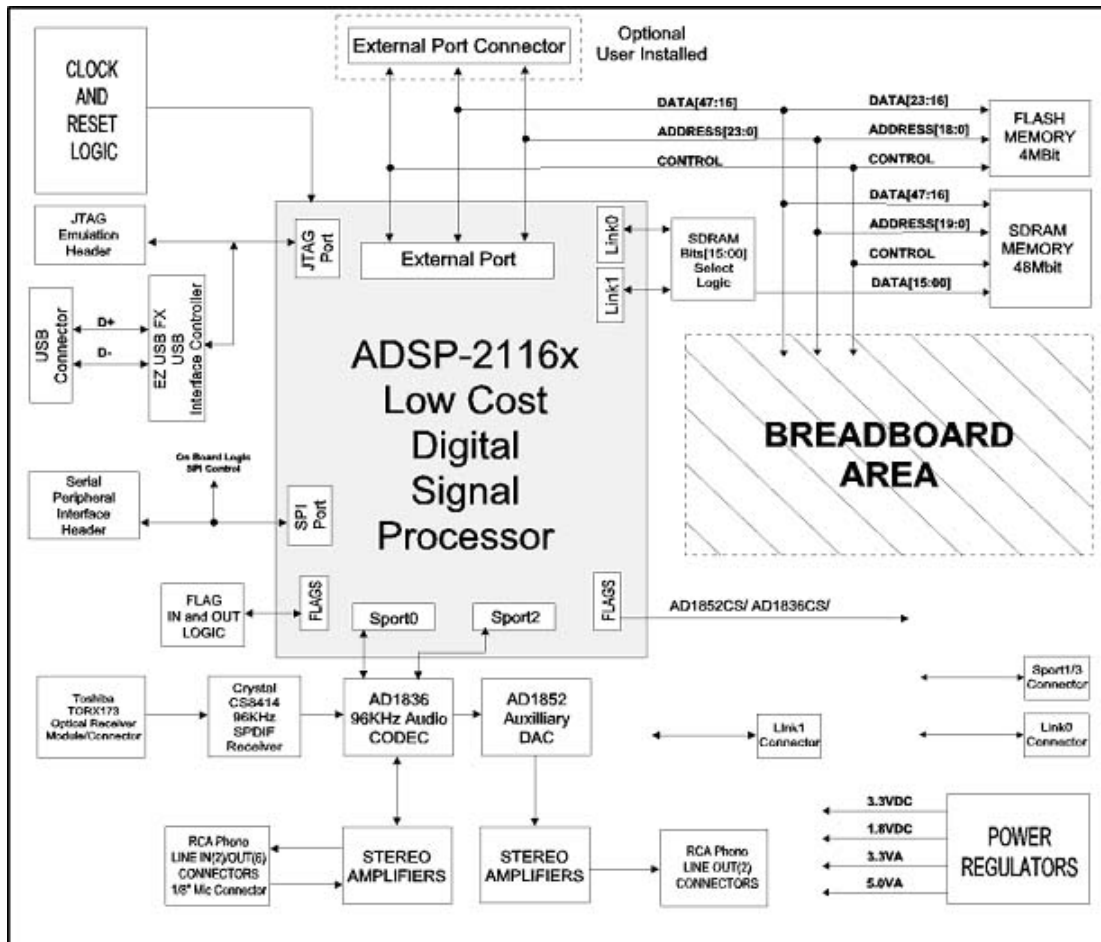 CLOCK
AND
RESET
LOGIC
External Port Connector
Optional
User Installed
DATA[47:16]
DATA[23:16]
ADDRESS[23:0]
ADDRESS[18:0]
CONTROL
CONTROL
FLASH
MEMORY
4MBit
DATA[47:16]
ADDRESS[19:0]
CONTROL
DATA[15:00]
SDRAM
MEMORY
48Mbit
JTAG
Emulation
Header
JTAG
Port
External Port
Link0
Link1
SDRAM
Bits[15:00]
Select
Logic
USB
Connector
D+
D-
EZ USB FX
USB
Interface Controller
ADSP-2116x
Low Cost
Digital
Signal
Processor
BREADBOARD
AREA
On Board Logic
SPI Control
Serial
Peripheral
Interface
Header
SPI
Port
FLAG
IN and OUT
LOGIC
FLAGS
Sport0
Sport2
FLAGS
AD1852CS/ AD1836CS/
Toshiba
TORX173
Optical Receiver
Module/Connector
Crystal
CS8414
96KHz
SPDIF
Receiver
AD1836
96KHz Audio
CODEC
AD1852
Auxilliary
DAC
Sport1/3
Connector
Link1
Connector
Link0
Connector
RCA Phono
LINE IN(2)/OUT(6)
CONNECTORS
1/8" Mic Connector
STEREO
AMPLIFIERS
STEREO
AMPLIFIERS
RCA Phono
LINE OUT(2)
CONNECTORS
3.3VDC
1.8VDC
3.3VA
5.0VA
POWER
REGULATORS